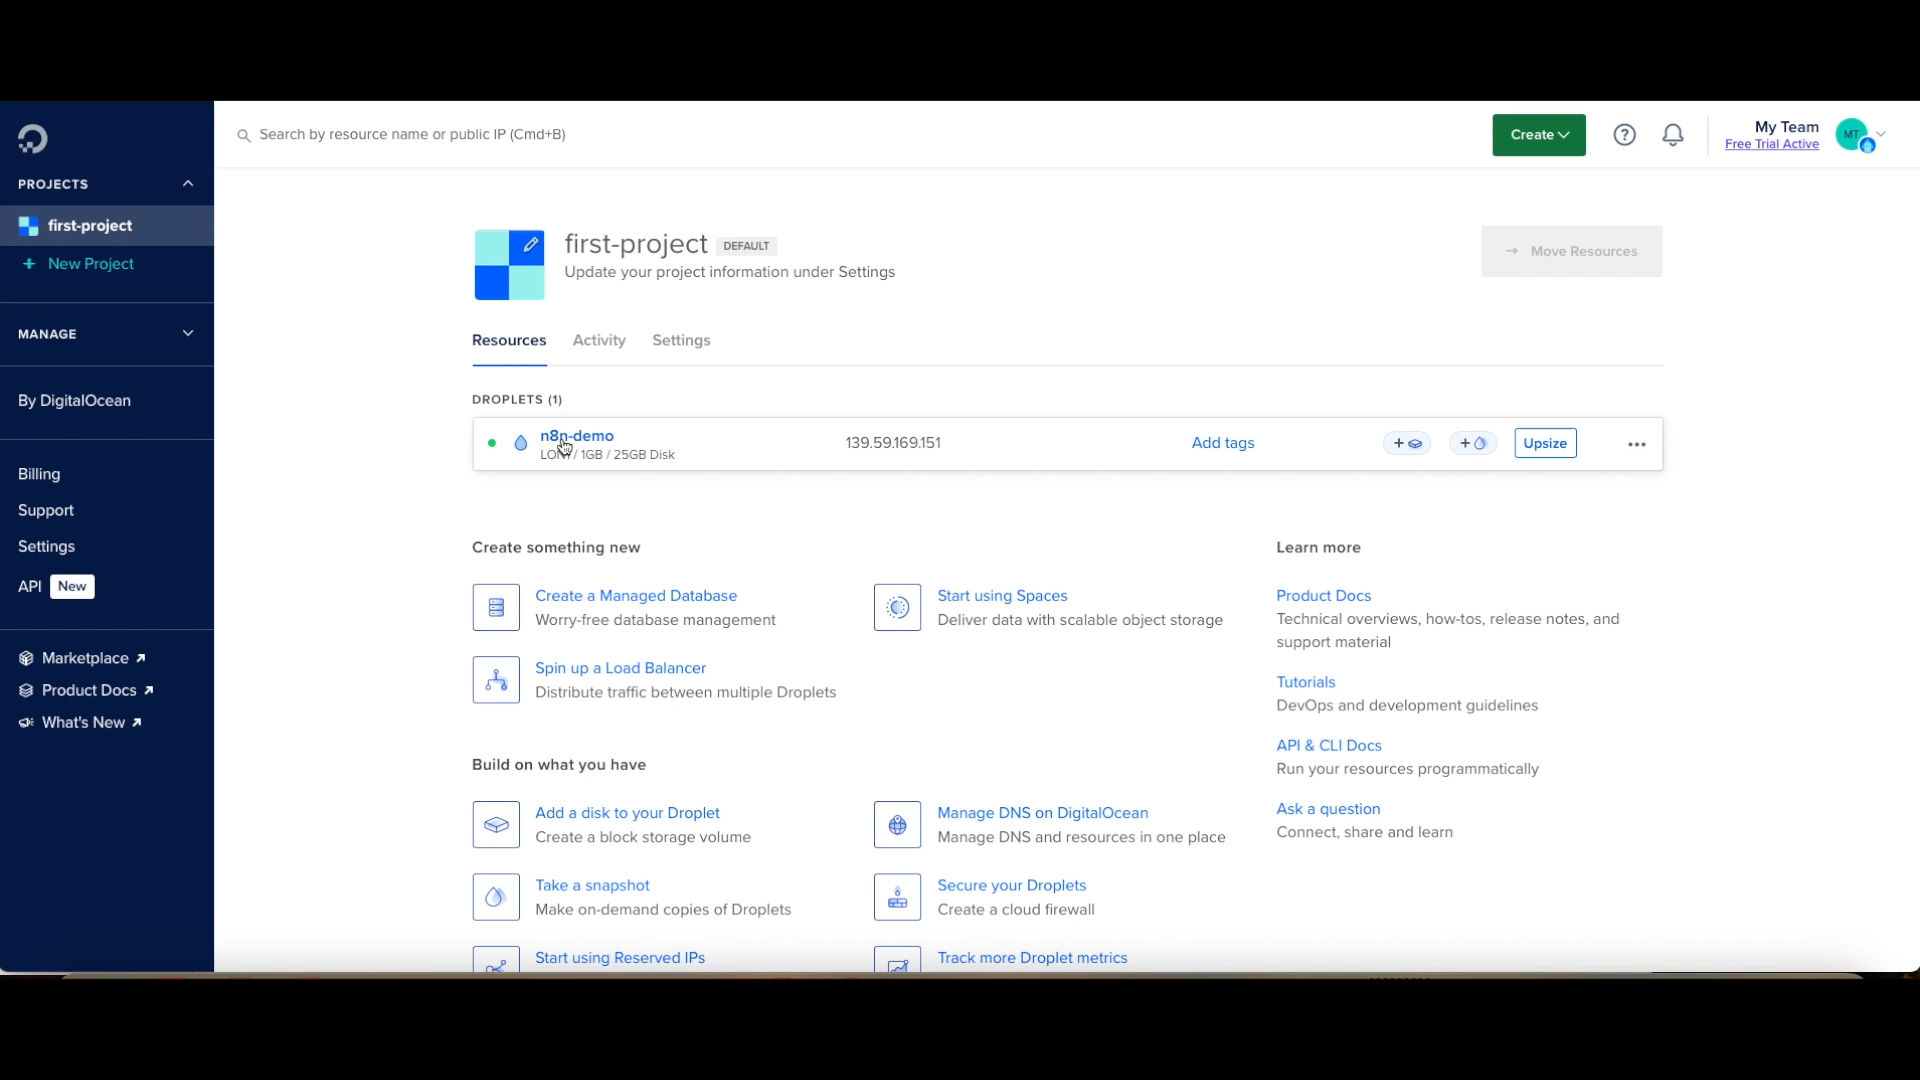 Search by resource name or public IP (Cmd+B)
Create
My Team
Free Trial Active
MT
PROJECTS
first-project
New Project
MANAGE
By DigitalOcean
Billing
Support
Settings
API New
Marketplace
Product Docs
What's New
first-project DEFAULT
Update your project information under Settings
Move Resources
Resources Activity Settings
DROPLETS (1)
n8n-demo
/ 1GB / 25GB Disk
139.59.169.151
Add tags
Upsize
Create something new
Create a Managed Database
Worry-free database management
Start using Spaces
Deliver data with scalable object storage
Spin up a Load Balancer
Distribute traffic between multiple Droplets
Build on what you have
Add a disk to your Droplet
Create a block storage volume
Manage DNS on DigitalOcean
Manage DNS and resources in one place
Take a snapshot
Make on-demand copies of Droplets
Secure your Droplets
Create a cloud firewall
Start using Reserved IPs
Track more Droplet metrics
Learn more
Product Docs
Technical overviews, how-tos, release notes, and
support material
Tutorials
DevOps and development guidelines
API & CLI Docs
Run your resources programmatically
Ask a question
Connect, share and learn